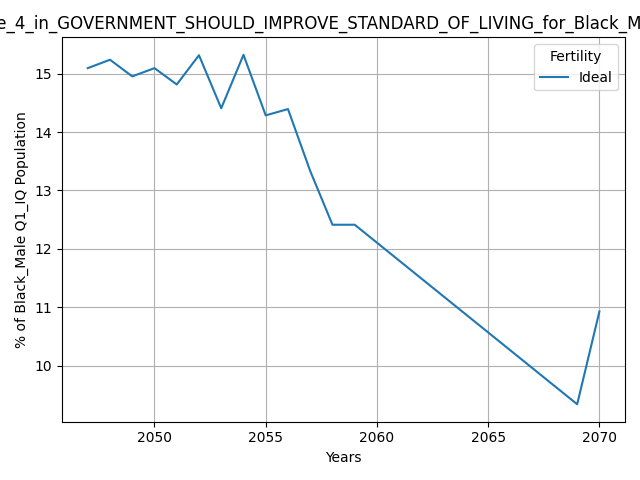 e_4_in_GOVERNMENT_SHOULD_IMPROVE_STANDARD_OF_LIVING_for_Black_M
Fertility
Ideal
% of Black_Male Q1_IQ Population
15
14
13
12
11
10
2050
2055
2060
2065
2070
Years